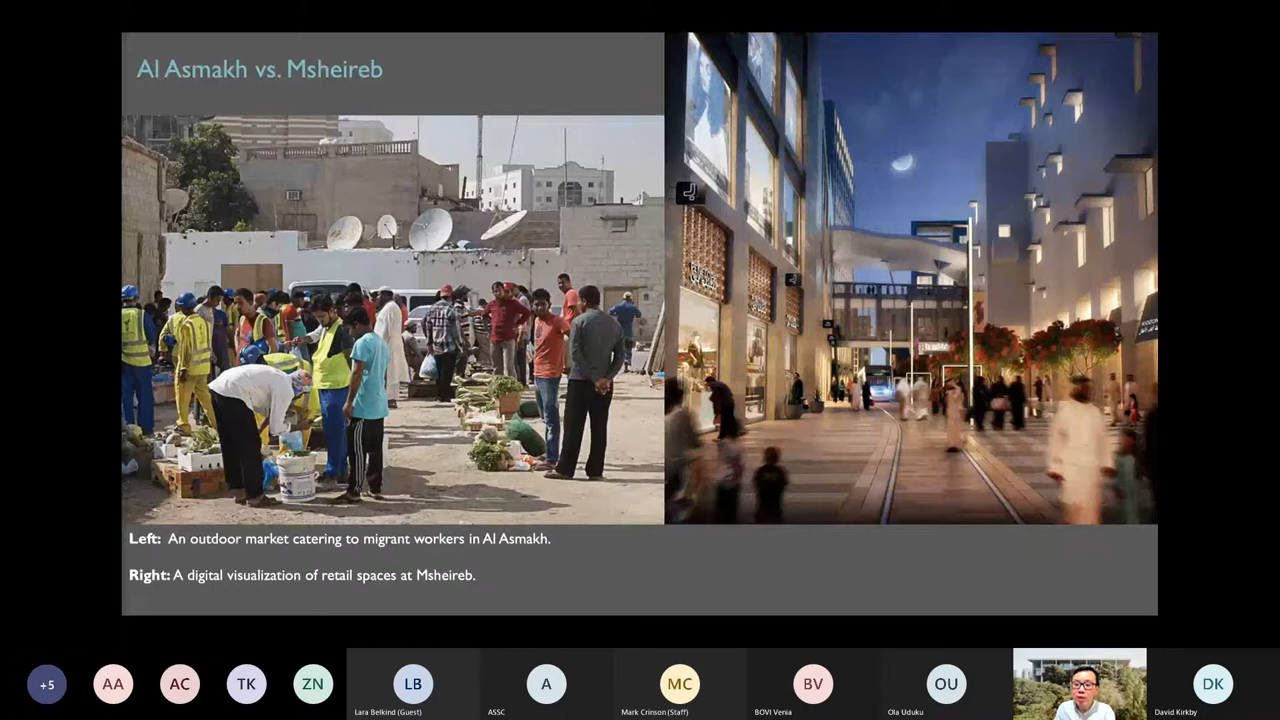 Al Asmakh vs. Msheireb
Left: An outdoor market catering to migrant workers in Al Asmakh.
Right: A digital visualization of retail spaces at Msheireb.
+5
AA
AC
TK
ZN
LB
A
MC
BV
OU
DK
Lara Belkind (Guest)
ASSC
Mark Crinson (Staff)
BOVI Venia
Ola Uduku
David Kirkby